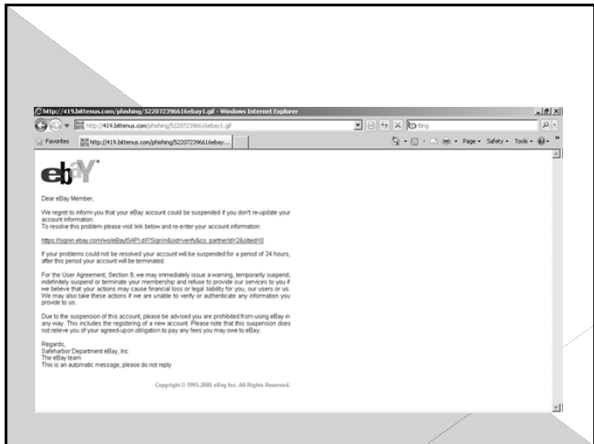 http://419.bittenus.com/phishing/522072396616ebay1.gif - Windows Internet Explorer
http://419.bittenus.com/phishing/522072396616ebay1.gif
Bing
Favorites http://419.bittenus.com/phishing/522072396616ebay... Page Safety Tools
ebaY
Dear eBay Member,
We regret to inform you that your eBay account could be suspended if you don't re-update your
account information.
To resolve this problem please visit link below and re-enter your account information:
https://signin.ebay.com/ws/eBayISAPI.dll?SignIn&sid=verify&co_partnerId=2&siteid=0
If your problems could not be resolved your account will be suspended for a period of 24 hours,
after this period your account will be terminated.
For the User Agreement, Section 9, we may immediately issue a warning, temporarily suspend,
indefinitely suspend or terminate your membership and refuse to provide our services to you if
we believe that your actions may cause financial loss or legal liability for you, our users or us.
We may also take these actions if we are unable to verify or authenticate any information you
provide to us.
Due to the suspension of this account, please be advised you are prohibited from using eBay in
any way. This includes the registering of a new account. Please note that this suspension does
not relieve you of your agreed-upon obligation to pay any fees you may owe to eBay.
Regards,
Safeharbor Department eBay, Inc
The eBay team
This is an automatic message, please do not reply
Copyright © 1995-2005 eBay Inc. All Rights Reserved.